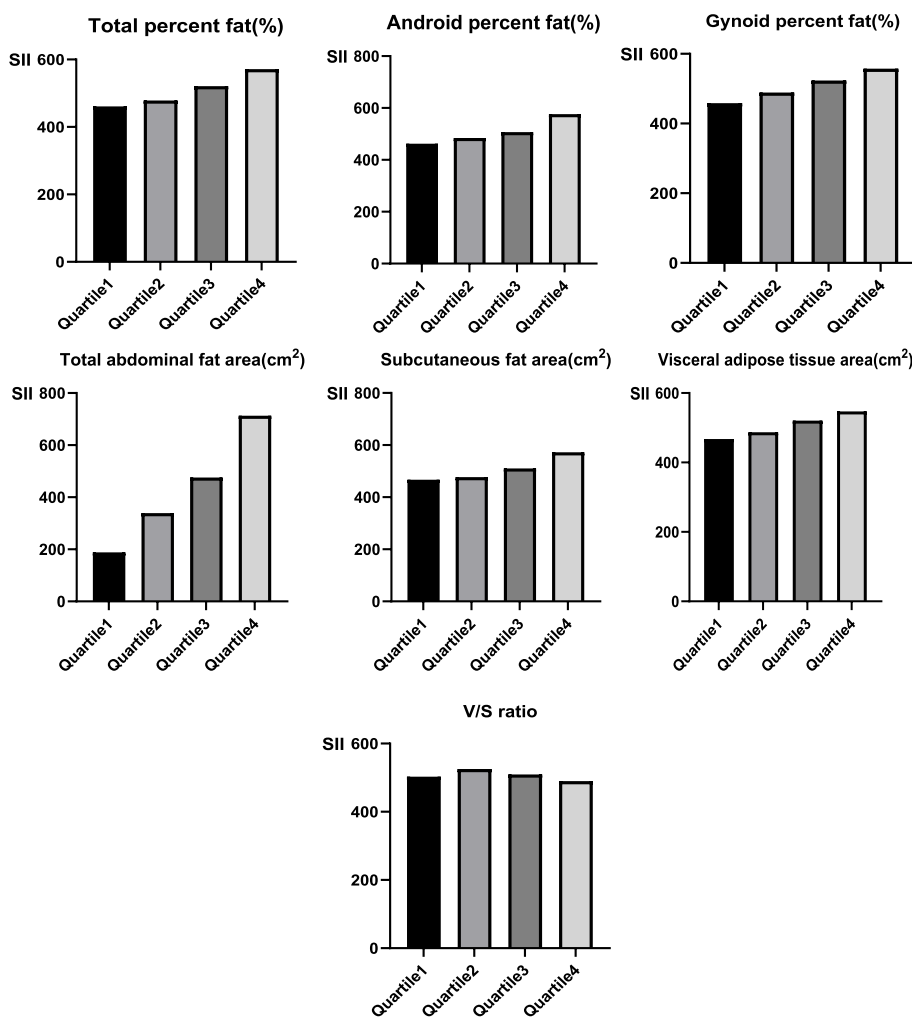 Total percent fat(%)
SII
600
400
200
0
Quartile1
Quartile2
Quartile3
Quartile4
Android percent fat(%)
SII
800
600
400
200
0
Quartile1
Quartile2
Quartile3
Quartile4
Gynoid percent fat(%)
SII
600
400
200
0
Quartile1
Quartile2
Quartile3
Quartile4
Total abdominal fat area(cm²)
SII
800
600
400
200
0
Quartile1
Quartile2
Quartile3
Quartile4
Subcutaneous fat area(cm²)
SII
800
600
400
200
0
Quartile1
Quartile2
Quartile3
Quartile4
Visceral adipose tissue area(cm²)
SII
600
400
200
0
Quartile1
Quartile2
Quartile3
Quartile4
V/S ratio
SII
600
400
200
0
Quartile1
Quartile2
Quartile3
Quartile4